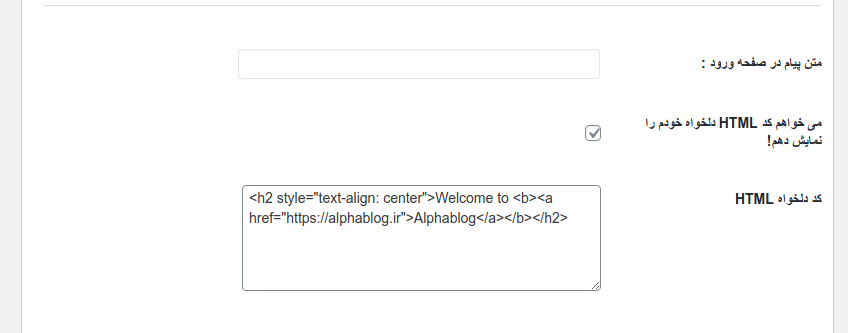 متن پیام در صفحه ورود :
می خواهم کد HTML دلخواه خودم را
نمایش دهم!
کد دلخواه HTML
<h2 style="text-align: center">Welcome to <b><a
href="https://alphablog.ir">Alphablog</a></b></h2>